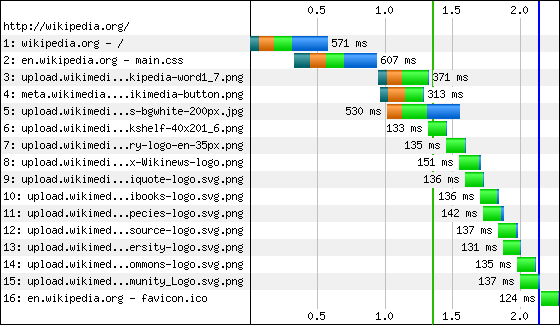 0.5 1.0 1.5 2.0
http://wikipedia.org/
1: wikipedia.org - / 571 ms
2: en.wikipedia.org - main.css 607 ms
3: upload.wikimedi...kipedia-word1_7.png 371 ms
4: meta.wikimedia....ikimedia-button.png 313 ms
5: upload.wikimedi...s-bgwhite-200px.jpg 530 ms
6: upload.wikimedi...kshelf-40x201_6.png 133 ms
7: upload.wikimedi...ry-logo-en-35px.png 135 ms
8: upload.wikimedi...x-Wikinews-logo.png 151 ms
9: upload.wikimedi...iquote-logo.svg.png 136 ms
10: upload.wikimed...ibooks-logo.svg.png 136 ms
11: upload.wikimed...pecies-logo.svg.png 142 ms
12: upload.wikimed...source-logo.svg.png 137 ms
13: upload.wikimed...ersity-logo.svg.png 131 ms
14: upload.wikimed...ommons-logo.svg.png 135 ms
15: upload.wikimed...munity_Logo.svg.png 137 ms
16: en.wikipedia.org - favicon.ico 124 ms
0.5 1.0 1.5 2.0